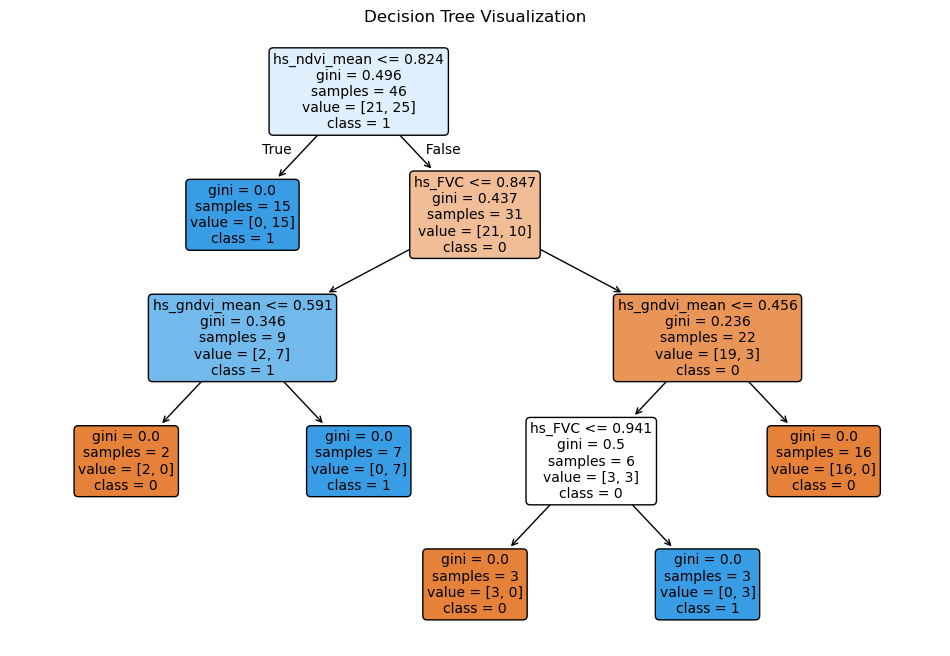 Decision Tree Visualization
hs_ndvi_mean <= 0.824
gini = 0.496
samples = 46
value = [21, 25]
class = 1
True
False
gini = 0.0
samples = 15
value = [0, 15]
class = 1
hs_FVC <= 0.847
gini = 0.437
samples = 31
value = [21, 10]
class = 0
hs_gndvi_mean <= 0.591
gini = 0.346
samples = 9
value = [2, 7]
class = 1
hs_gndvi_mean <= 0.456
gini = 0.236
samples = 22
value = [19, 3]
class = 0
gini = 0.0
samples = 2
value = [2, 0]
class = 0
gini = 0.0
samples = 7
value = [0, 7]
class = 1
hs_FVC <= 0.941
gini = 0.5
samples = 6
value = [3, 3]
class = 0
gini = 0.0
samples = 16
value = [16, 0]
class = 0
gini = 0.0
samples = 3
value = [3, 0]
class = 0
gini = 0.0
samples = 3
value = [0, 3]
class = 1